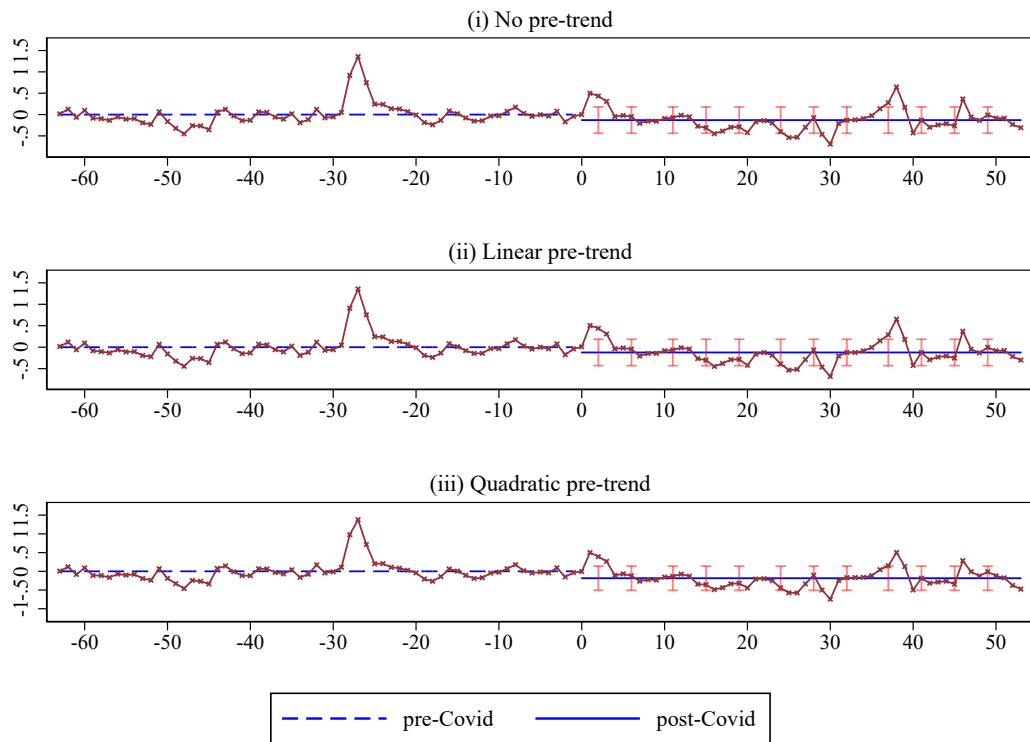 (i) No pre-trend
-.5 0 .5 1 1.5
-60 -50 -40 -30 -20 -10 0 10 20 30 40 50
(ii) Linear pre-trend
-.5 0 .5 1 1.5
-60 -50 -40 -30 -20 -10 0 10 20 30 40 50
(iii) Quadratic pre-trend
-1 -.5 0 .5 1 1.5
-60 -50 -40 -30 -20 -10 0 10 20 30 40 50
pre-Covid post-Covid